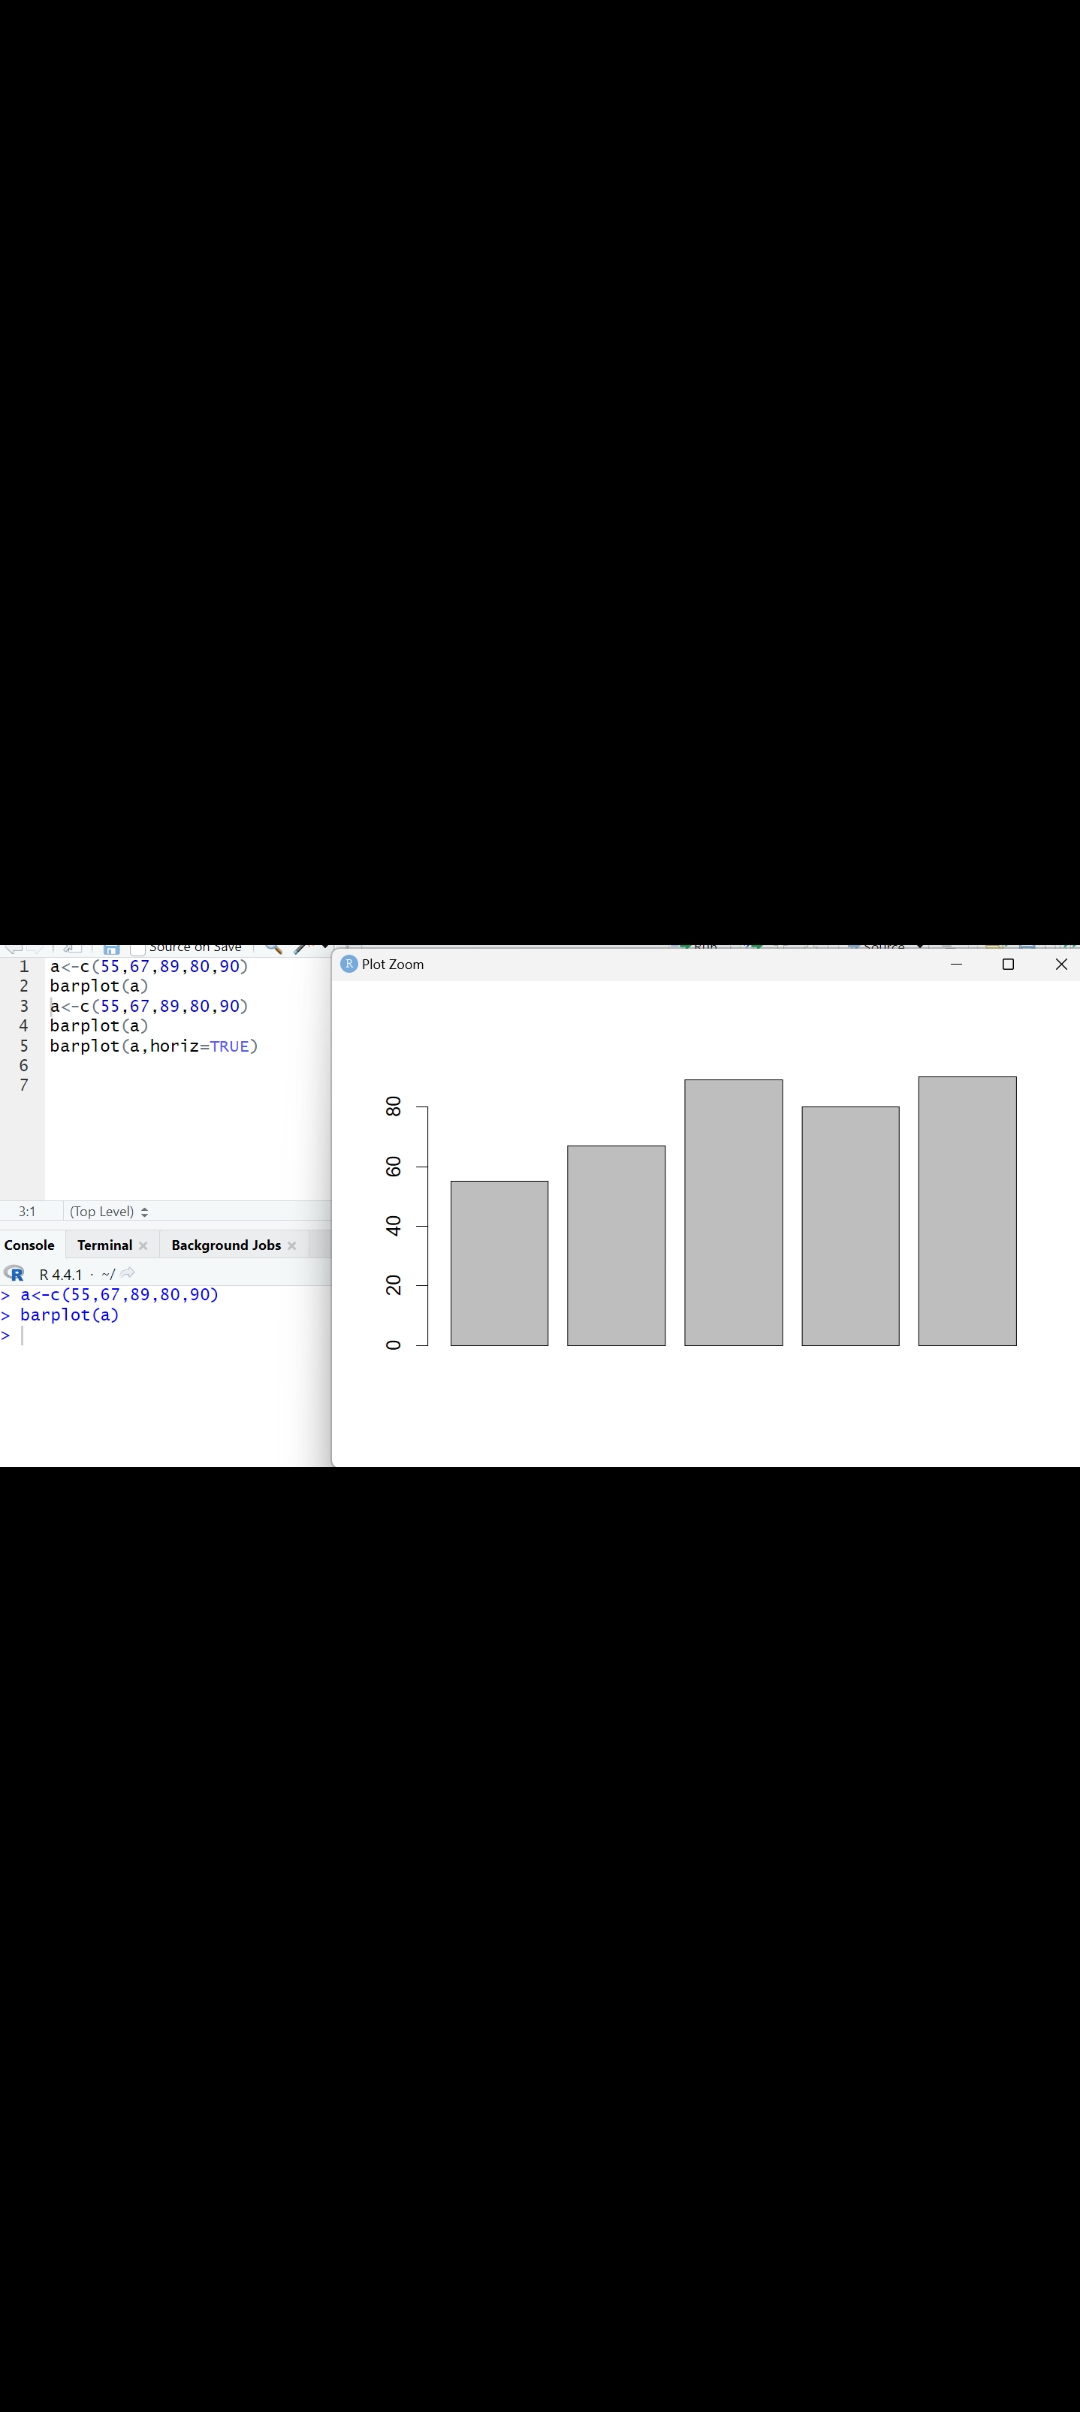 Source on Save
Run
Source
1 a<-c(55,67,89,80,90)
2 barplot(a)
3 a<-c(55,67,89,80,90)
4 barplot(a)
5 barplot(a,horiz=TRUE)
6
7
3:1 (Top Level)
Console Terminal Background Jobs
R R 4.4.1 · ~/
> a<-c(55,67,89,80,90)
> barplot(a)
>
R Plot Zoom
80
60
40
20
0